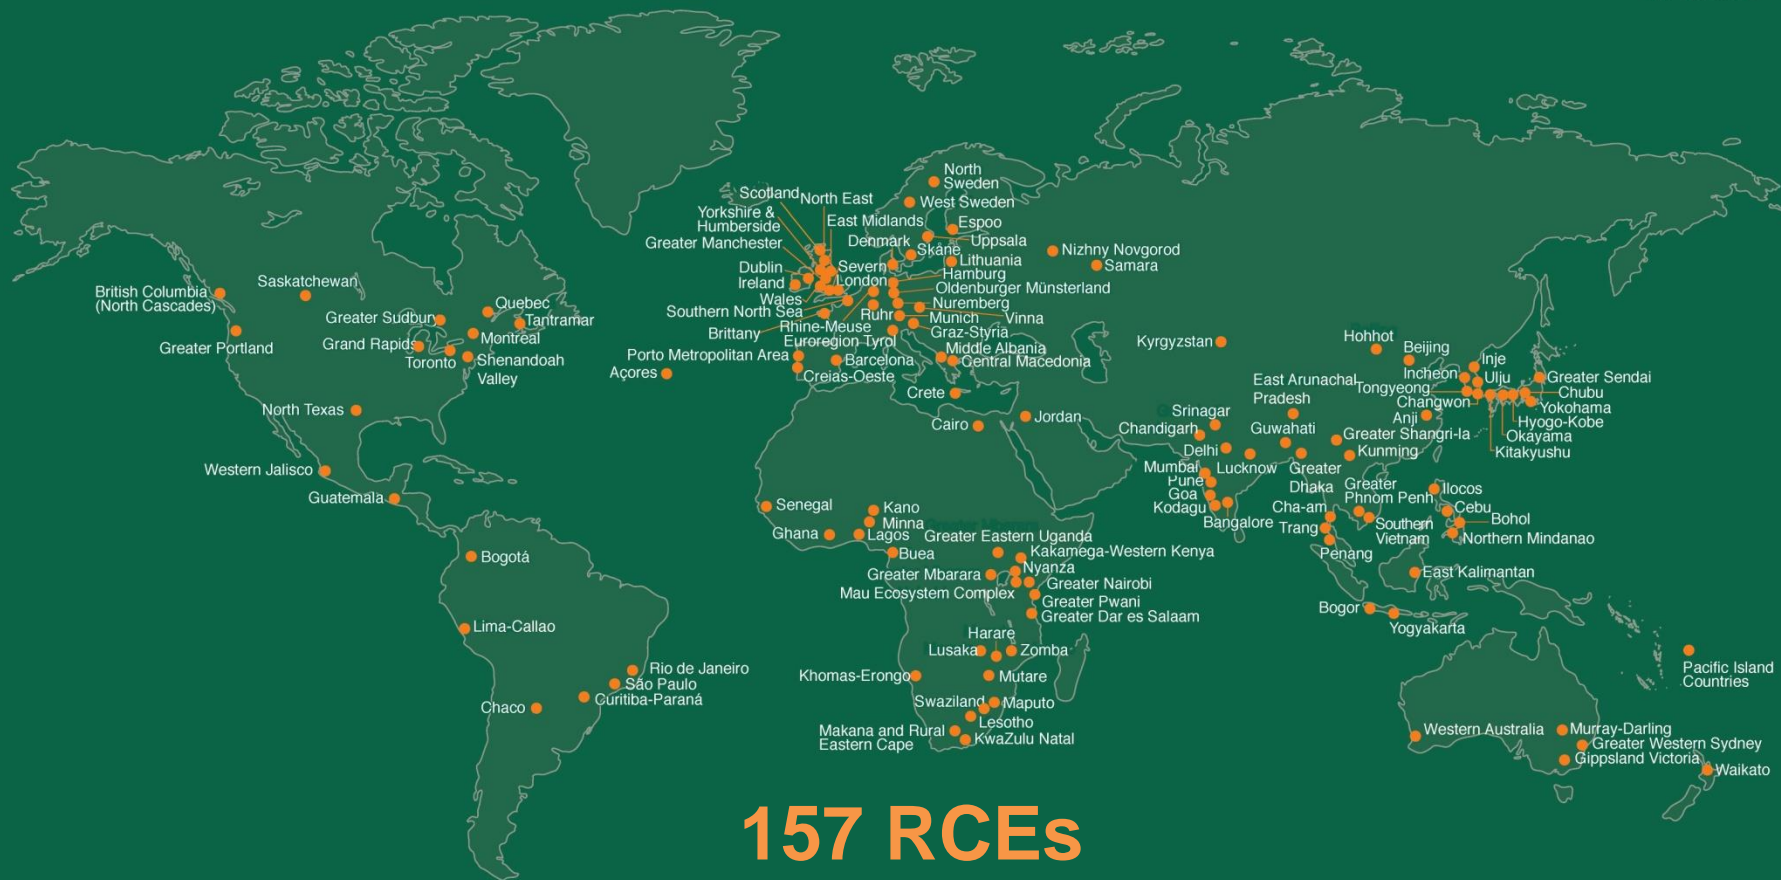 North
Sweden
West Sweden
Scotland
North East
Yorkshire &
Humberside
East Midlands
Espoo
Greater Manchester
Denmark
Skåne
Uppsala
Nizhny Novgorod
Lithuania
Samara
Dublin
Severn
Hamburg
Ireland
London
Oldenburger Münsterland
Wales
Nuremberg
Southern North Sea
Ruhr
Munich
Vinna
Brittany
Rhine-Meuse
Graz-Styria
Euroregion Tyrol
Middle Albania
Porto Metropolitan Area
Barcelona
Central Macedonia
Açores
Creias-Oeste
Crete
Cairo
Jordan
British Columbia
(North Cascades)
Saskatchewan
Quebec
Greater Sudbury
Tantramar
Greater Portland
Grand Rapids
Montreal
Toronto
Shenandoah
Valley
North Texas
Western Jalisco
Guatemala
Bogotá
Lima-Callao
Rio de Janeiro
São Paulo
Curitiba-Paraná
Chaco
Senegal
Kano
Minna
Ghana
Lagos
Greater Eastern Uganda
Buea
Kakamega-Western Kenya
Nyanza
Greater Mbarara
Greater Nairobi
Mau Ecosystem Complex
Greater Pwani
Greater Dar es Salaam
Harare
Lusaka
Zomba
Khomas-Erongo
Mutare
Swaziland
Maputo
Lesotho
Makana and Rural
Eastern Cape
KwaZulu Natal
Kyrgyzstan
Hohhot
Beijing
Inje
Incheon
Ulju
Greater Sendai
East Arunachal
Pradesh
Tongyeong
Chubu
Changwon
Yokohama
Srinagar
Anji
Hyogo-Kobe
Chandigarh
Guwahati
Greater Shangri-la
Okayama
Delhi
Kunming
Kitakyushu
Mumbai
Lucknow
Greater
Dhaka
Pune
Goa
Greater
Phnom Penh
Ilocos
Kodagu
Cha-am
Cebu
Bangalore
Trang
Southern
Vietnam
Bohol
Northern Mindanao
Penang
East Kalimantan
Bogor
Yogyakarta
Pacific Island
Countries
Western Australia
Murray-Darling
Greater Western Sydney
Gippsland Victoria
Waikato
157 RCEs